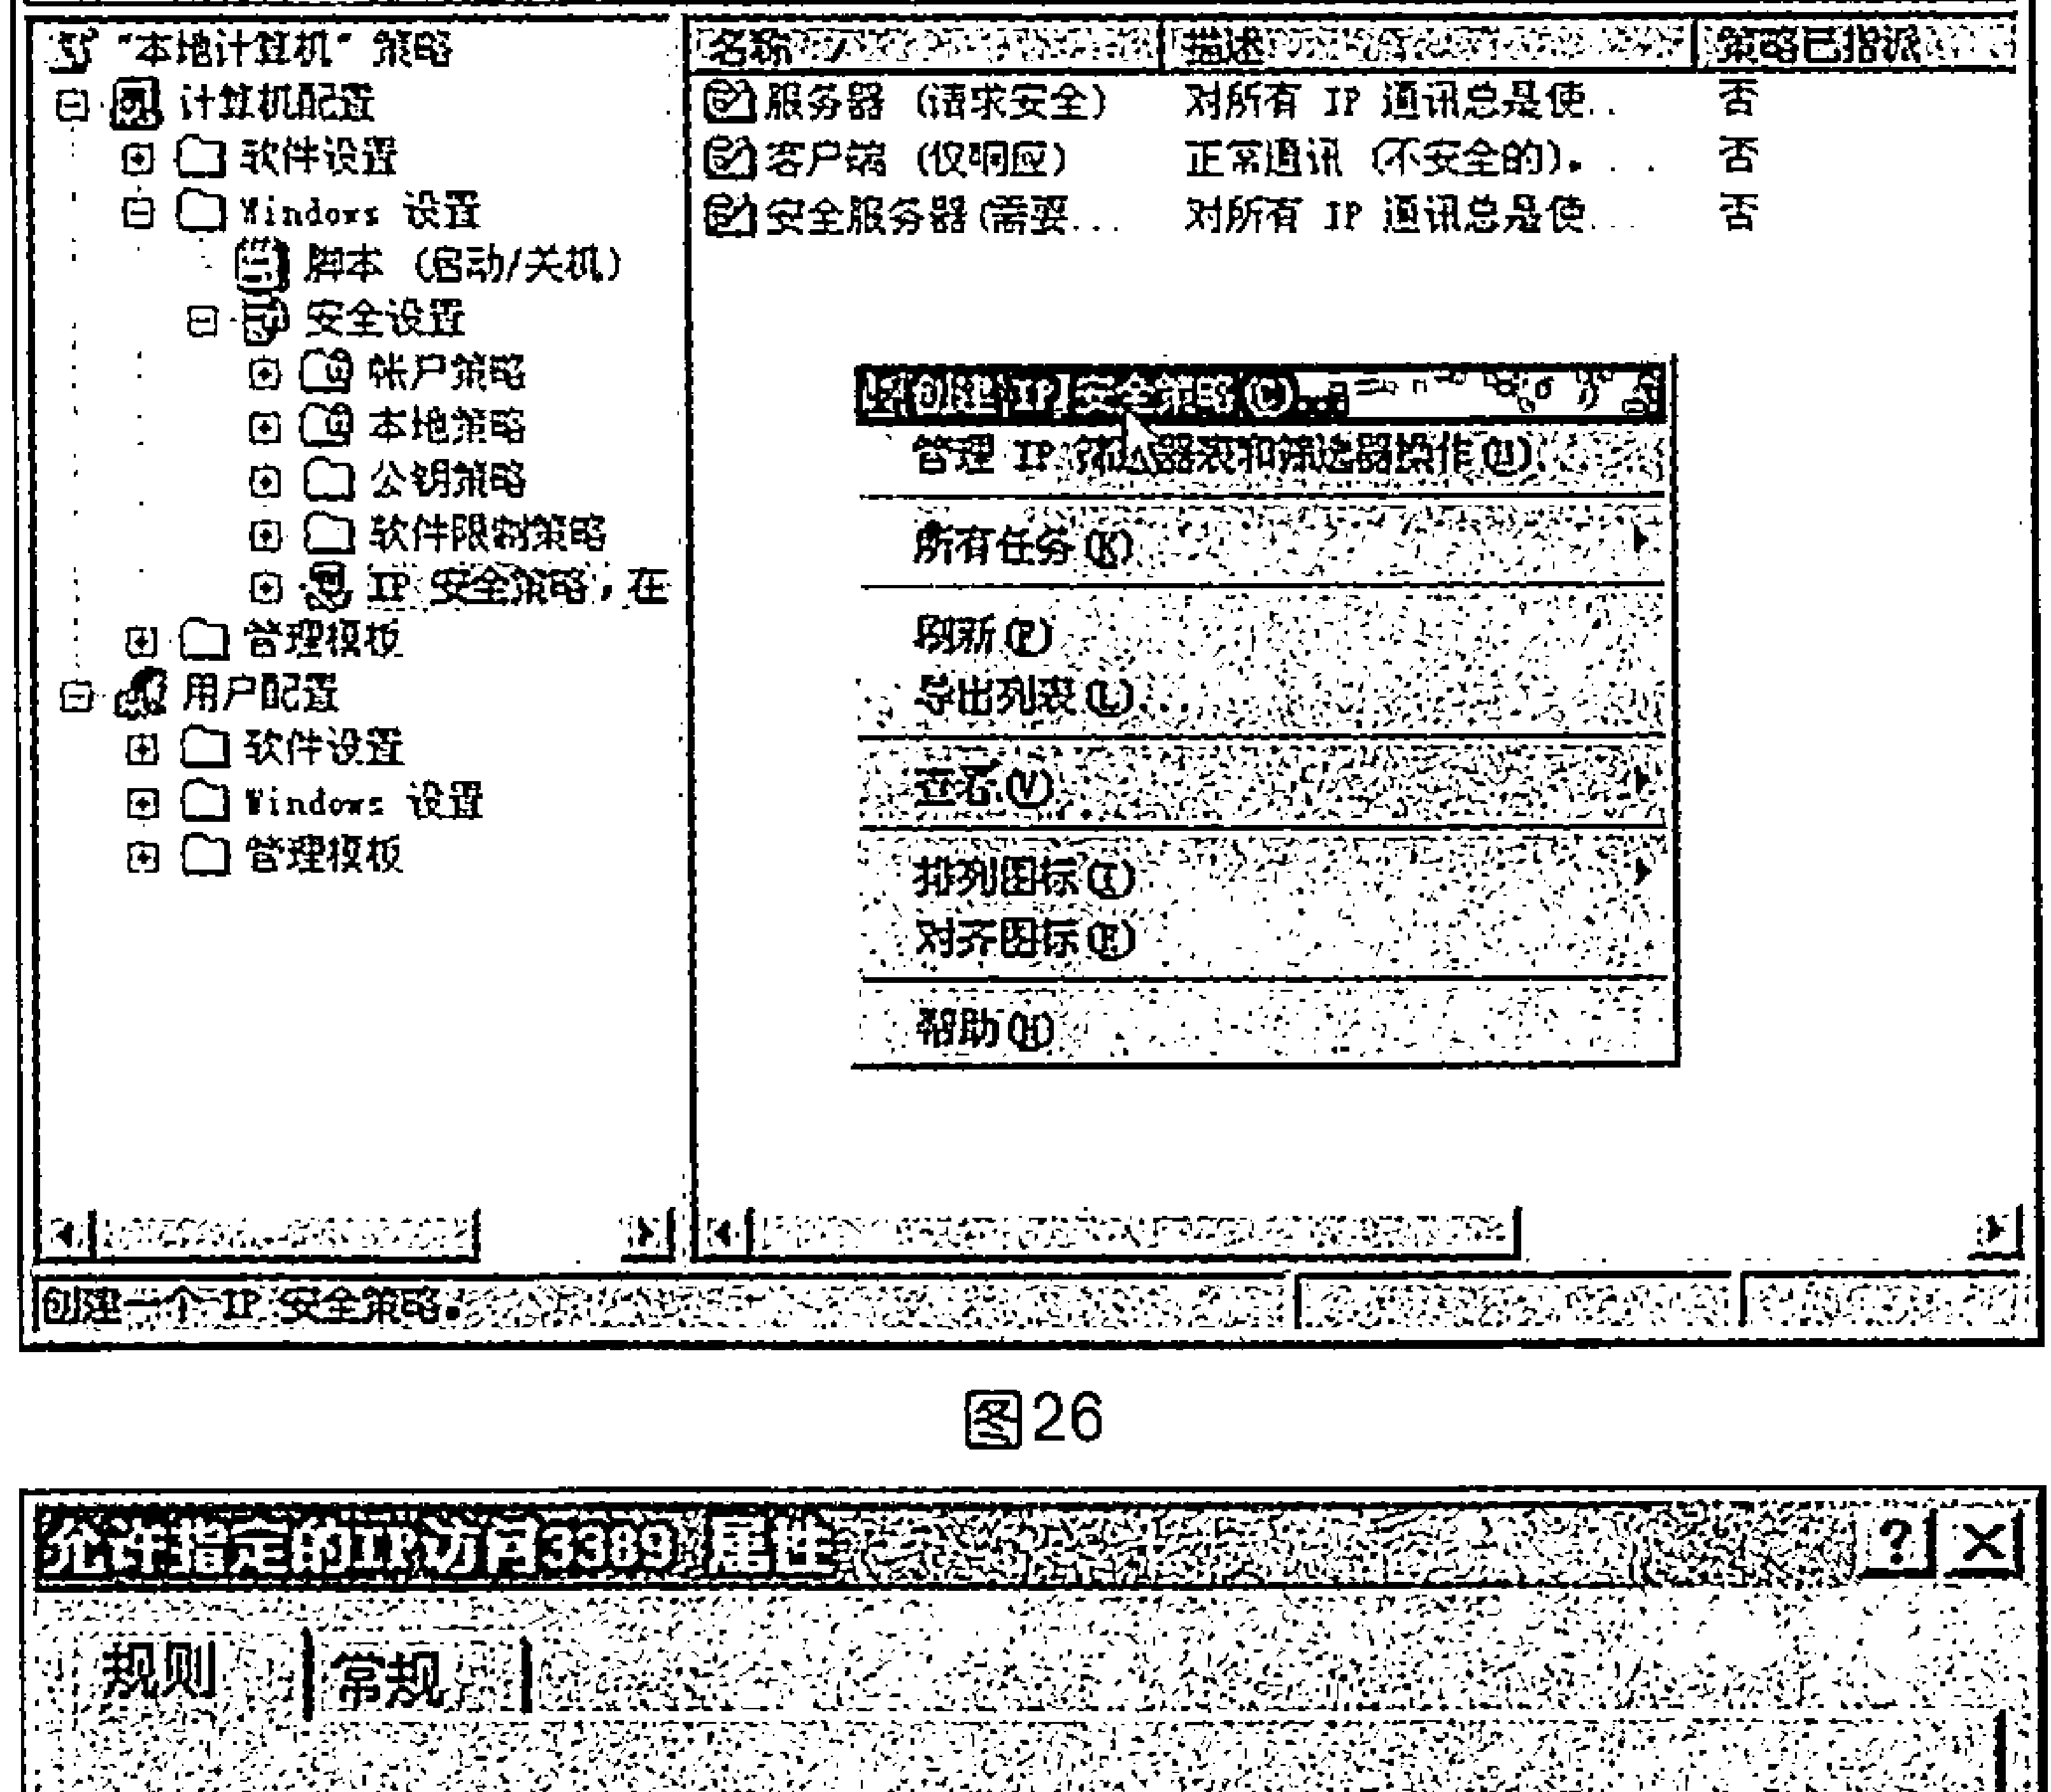 "本地计算机" 策略
计算机配置
软件设置
Windows 设置
脚本 (启动/关机)
安全设置
帐户策略
本地策略
公钥策略
软件限制策略
IP 安全策略，在
管理模板
用户配置
软件设置
Windows 设置
管理模板
名称 描述 策略已指派
服务器 (请求安全) 对所有 IP 通讯总是使... 否
客户端 (仅响应) 正常通讯 (不安全的)。... 否
安全服务器(需要... 对所有 IP 通讯总是使... 否
创建 IP 安全策略(C)...
管理 IP 筛选器表和筛选器操作(M)
所有任务(K)
刷新(F)
导出列表(L)...
查看(V)
排列图标(I)
对齐图标(E)
帮助(H)
创建一个 IP 安全策略。
图26
允许指定的IP访问3389 属性
规则 常规